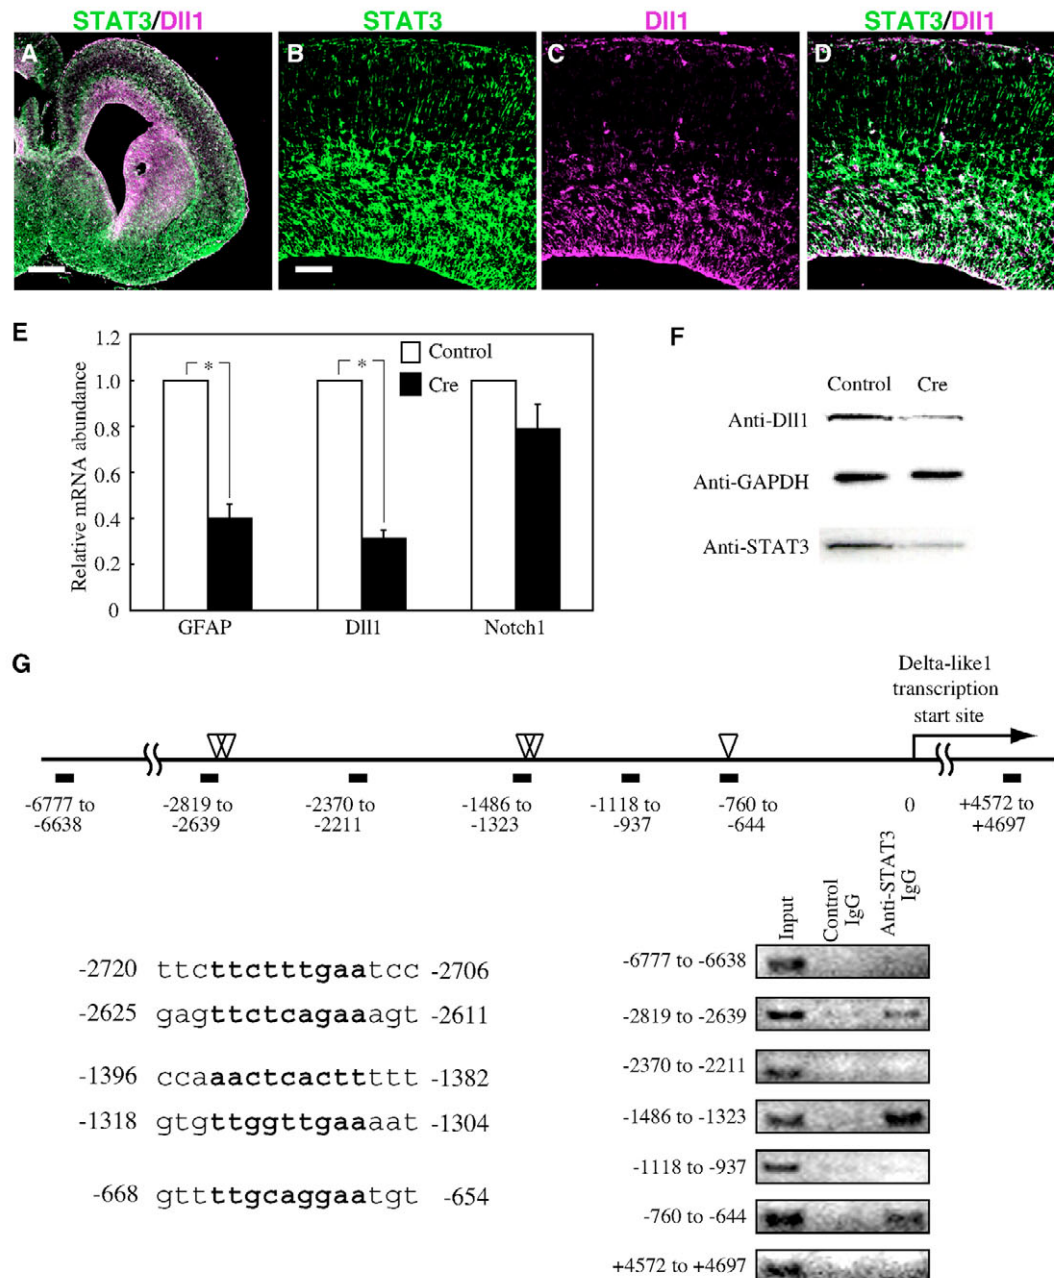 STAT3/Dll1
STAT3
Dll1
STAT3/Dll1
A
B
C
D
E
1.2
1.0
0.8
0.6
0.4
0.2
0
Relative mRNA abundance
Control
Cre
*
*
GFAP
Dll1
Notch1
F
Control Cre
Anti-Dll1
Anti-GAPDH
Anti-STAT3
G
Delta-like1
transcription
start site
-6777 to
-6638
-2819 to
-2639
-2370 to
-2211
-1486 to
-1323
-1118 to
-937
-760 to
-644
0
+4572 to
+4697
-2720 ttcttctttgaatcc -2706
-2625 gagttctcagaaagt -2611
-1396 ccaaactcactttttt -1382
-1318 gtgttggttgaaaat -1304
-668 gttttgcaggaatgt -654
Input
Control
IgG
Anti-STAT3
IgG
-6777 to -6638
-2819 to -2639
-2370 to -2211
-1486 to -1323
-1118 to -937
-760 to -644
+4572 to +4697